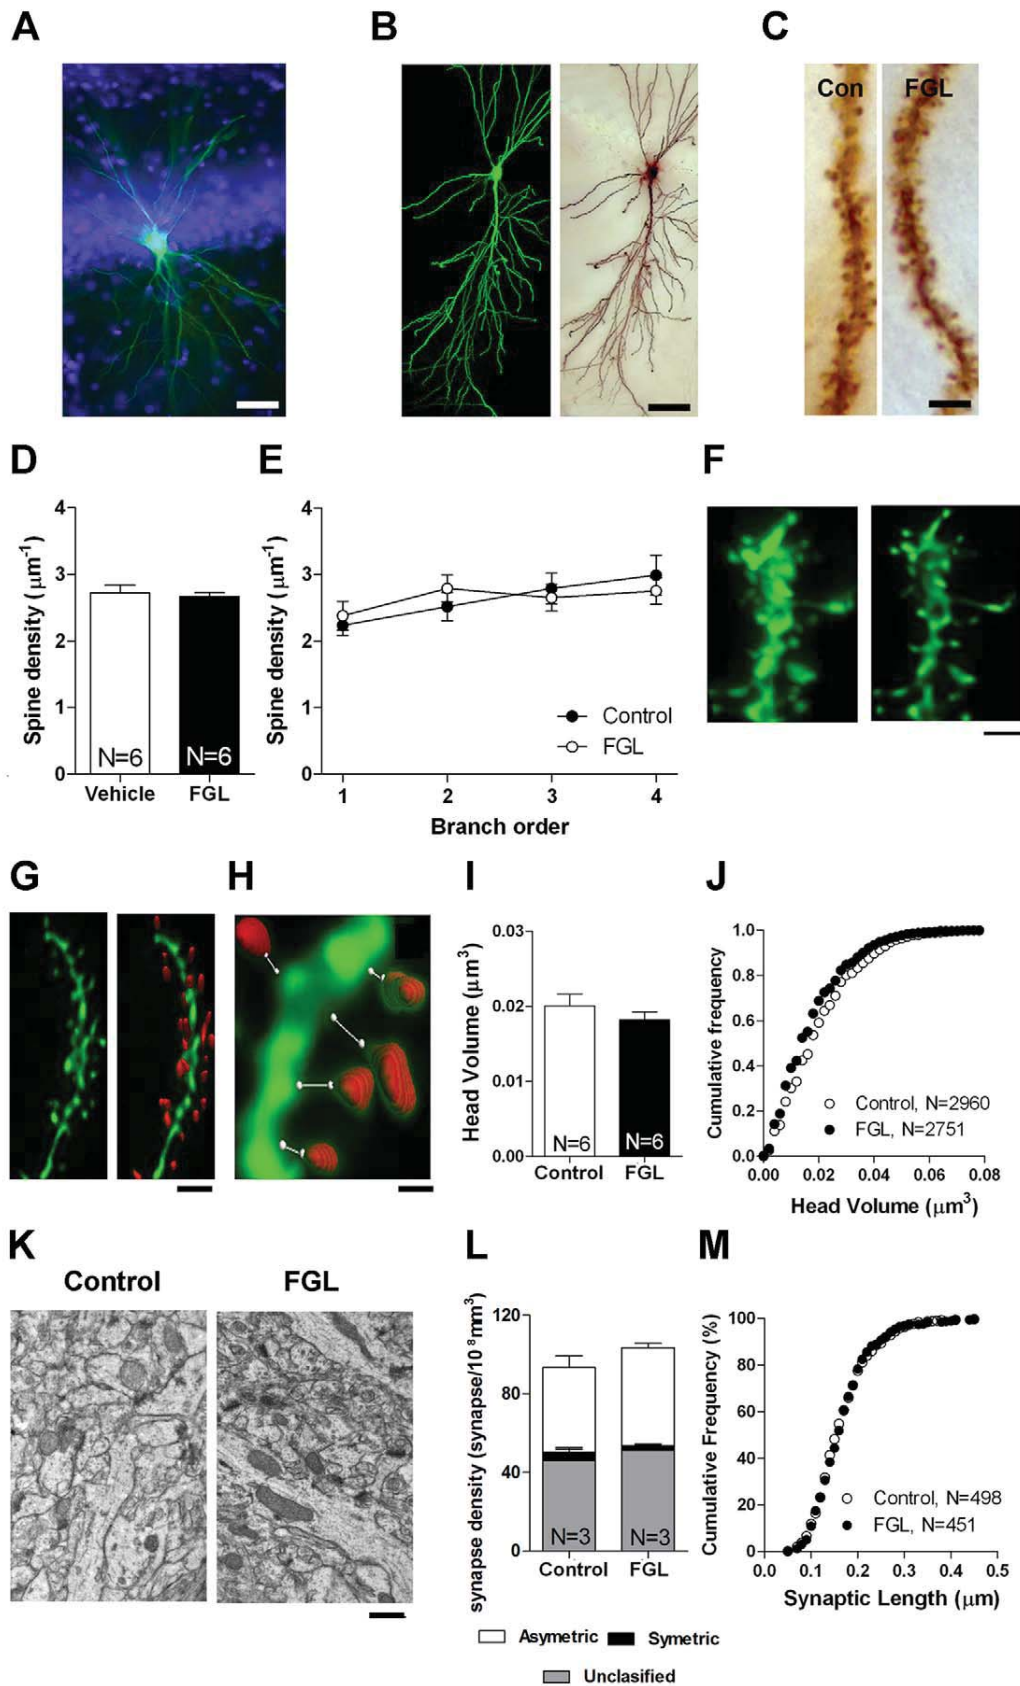 A
B
C
Con
FGL
D
Spine density (μm-1)
4
3
2
1
0
N=6
N=6
Vehicle
FGL
E
Spine density (μm-1)
4
3
2
1
0
Control
FGL
1
2
3
4
Branch order
F
G
H
I
Head Volume (μm3)
0.03
0.02
0.01
0.00
N=6
N=6
Control
FGL
J
Cumulative frequency
1.0
0.8
0.6
0.4
0.2
0.0
Control, N=2960
FGL, N=2751
0.00
0.02
0.04
0.06
0.08
Head Volume (μm3)
K
Control
FGL
L
synapse density (synapse/10 8mm3)
120
80
40
0
N=3
N=3
Control
FGL
Asymetric
Symetric
Unclasified
M
Cumulative Frequency (%)
100
80
60
40
20
0
Control, N=498
FGL, N=451
0.0
0.1
0.2
0.3
0.4
0.5
Synaptic Length (μm)